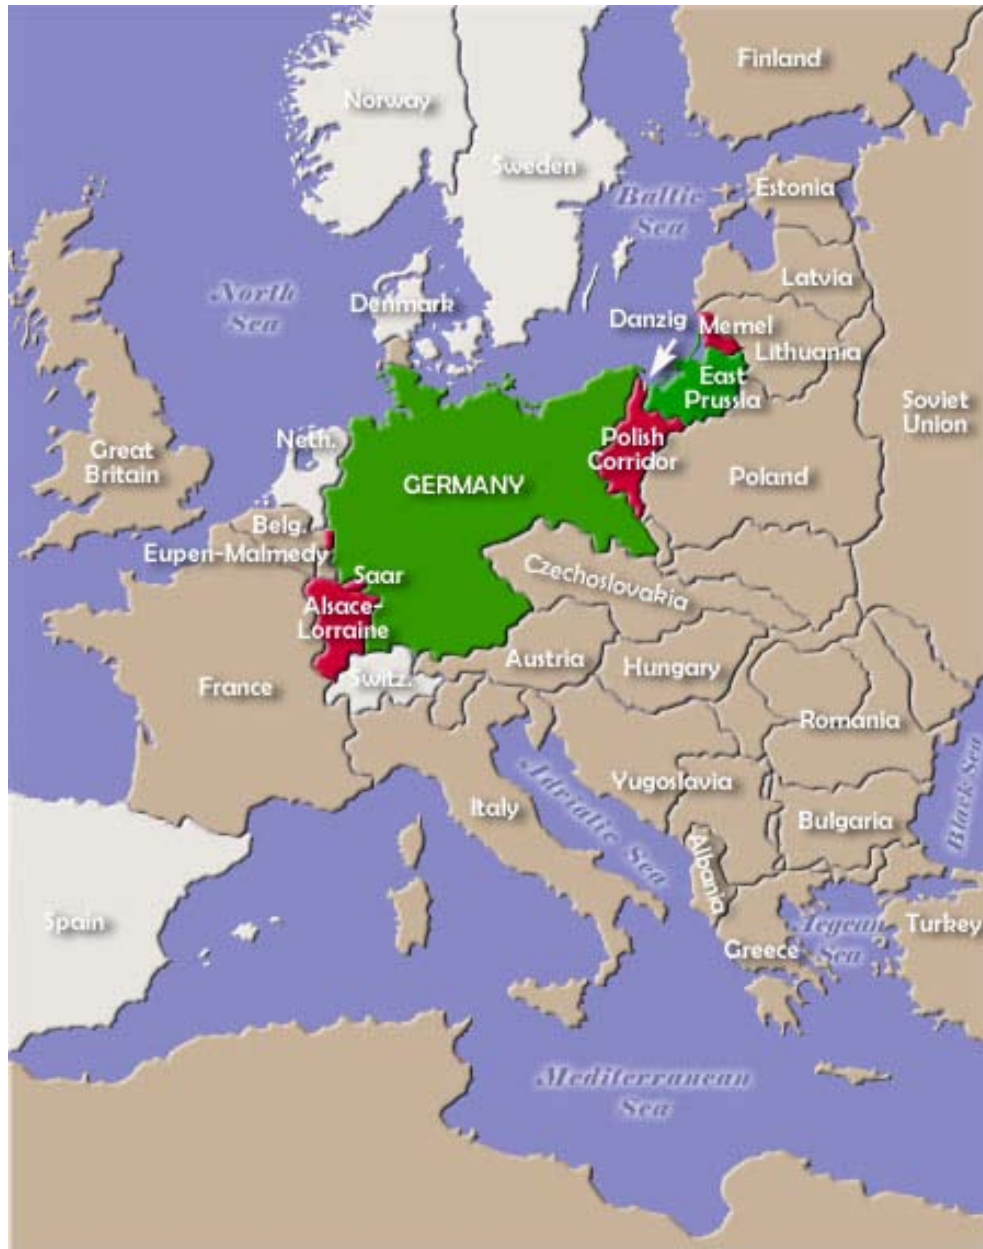 Finland
Norway
Sweden
Estonia
Baltic
Sea
Latvia
North
Sea
Denmark
Danzig
Memel
Lithuania
East
Prussia
Soviet
Union
Neth.
Great
Britain
Polish
Corridor
GERMANY
Poland
Belg.
Eupen-Malmedy
Saar
Czechoslovakia
Alsace-
Lorraine
Austria
Hungary
Switz.
France
Romania
Yugoslavia
Black Sea
Italy
Adriatic Sea
Bulgaria
Albania
Spain
Aegean
Sea
Turkey
Greece
Mediterranean
Sea